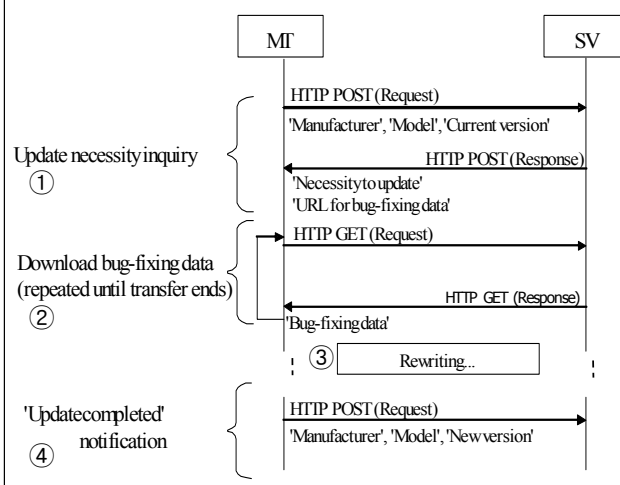 MT
SV
HTTP POST (Request)
'Manufacturer', 'Model', 'Current version'
Update necessity inquiry
①
HTTP POST (Response)
'Necessity to update'
'URL for bug-fixing data'
HTTP GET (Request)
Download bug-fixing data
(repeated until transfer ends)
②
HTTP GET (Response)
'Bug-fixing data'
③
Rewriting...
'Update completed'
notification
④
HTTP POST (Request)
'Manufacturer', 'Model', 'New version'